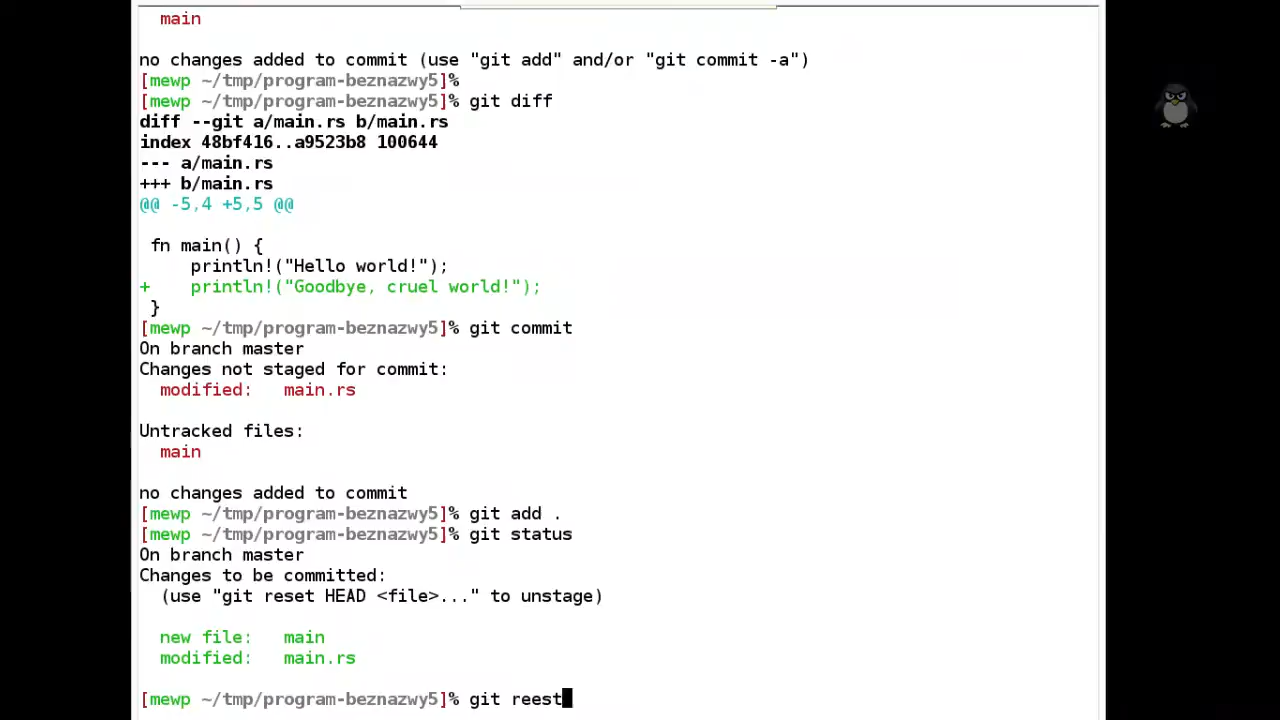 main
no changes added to commit (use "git add" and/or "git commit -a")
[mewp ~/tmp/program-beznazwy5]%
[mewp ~/tmp/program-beznazwy5]% git diff
diff --git a/main.rs b/main.rs
index 48bf416..a9523b8 100644
--- a/main.rs
+++ b/main.rs
@@ -5,4 +5,5 @@
fn main() {
println!("Hello world!");
+ println!("Goodbye, cruel world!");
}
[mewp ~/tmp/program-beznazwy5]% git commit
On branch master
Changes not staged for commit:
modified: main.rs
Untracked files:
main
no changes added to commit
[mewp ~/tmp/program-beznazwy5]% git add .
[mewp ~/tmp/program-beznazwy5]% git status
On branch master
Changes to be committed:
(use "git reset HEAD <file>..." to unstage)
new file: main
modified: main.rs
[mewp ~/tmp/program-beznazwy5]% git reest